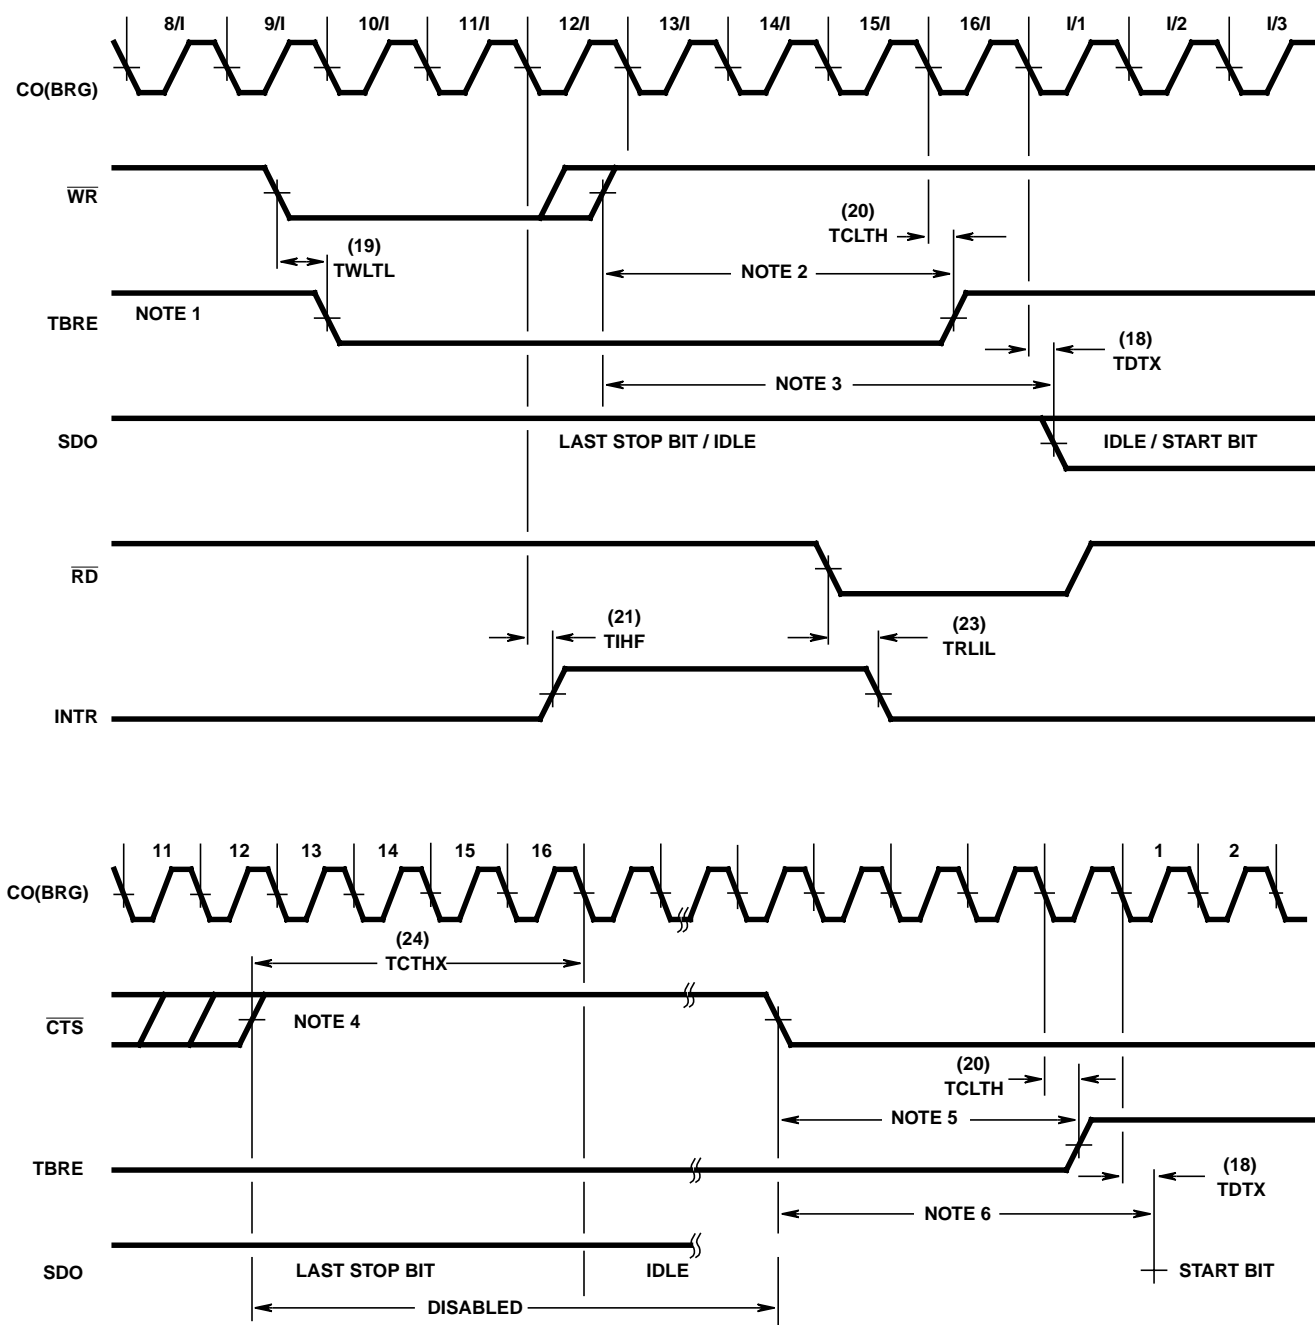 8/I 9/I 10/I 11/I 12/I 13/I 14/I 15/I 16/I I/1 I/2 I/3
CO(BRG)
WR
(20)
TCLTH
(19)
TWLTL
NOTE 2
NOTE 1
TBRE
(18)
TDTX
NOTE 3
SDO
LAST STOP BIT / IDLE
IDLE / START BIT
RD
(21)
TIHF
(23)
TRLIL
INTR
11 12 13 14 15 16 1 2
CO(BRG)
(24)
TCTHX
CTS
NOTE 4
(20)
TCLTH
NOTE 5
TBRE
(18)
TDTX
NOTE 6
SDO
LAST STOP BIT
IDLE
START BIT
DISABLED